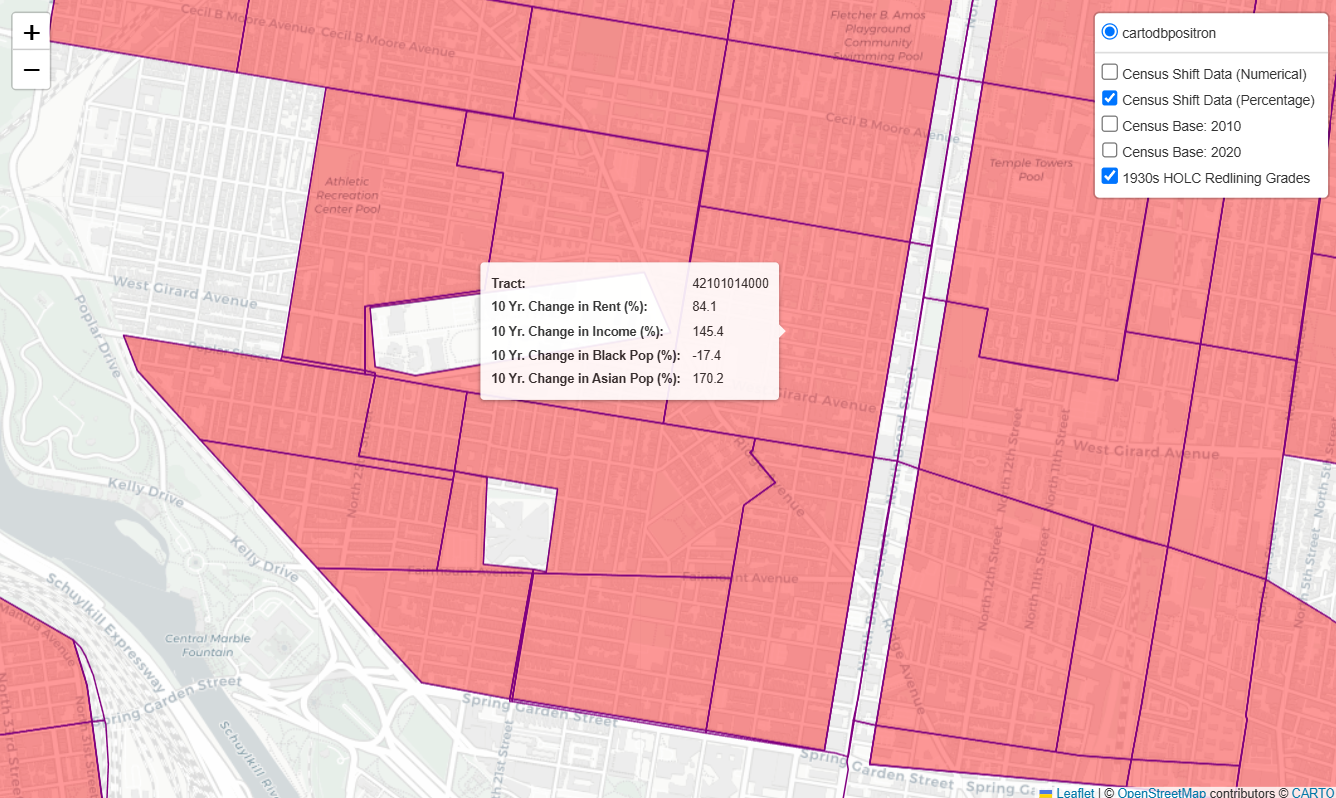 +
−
cartodbpositron
Census Shift Data (Numerical)
Census Shift Data (Percentage)
Census Base: 2010
Census Base: 2020
1930s HOLC Redlining Grades
Cecil B Moore Avenue
Cecil B Moore Avenue
Fletcher B. Amos
Playground
Community
Swimming Pool
Cecil B Moore Avenue
Temple Towers
Pool
Athletic
Recreation
Center Pool
West Girard Avenue
Poplar Drive
Poplar Street
Tract: 42101014000
10 Yr. Change in Rent (%): 84.1
10 Yr. Change in Income (%): 145.4
10 Yr. Change in Black Pop (%): -17.4
10 Yr. Change in Asian Pop (%): 170.2
Girard Avenue
West Girard Avenue
North Broad Street
North 12th Street
North 11th Street
North 5th Street
Ridge Avenue
Kelly Drive
Kelly Drive
Fairmount Avenue
Fairmount Avenue
North 12th Street
North 11th Street
North 5th Street
Schuylkill Expressway
Mantua Avenue
Central Marble
Fountain
Ridge Avenue
Spring Garden Street
Spring Garden Street
Spring Garden Street
Spring Ga
Schuylkill Riv
21st Street
Leaflet | © OpenStreetMap contributors © CARTO